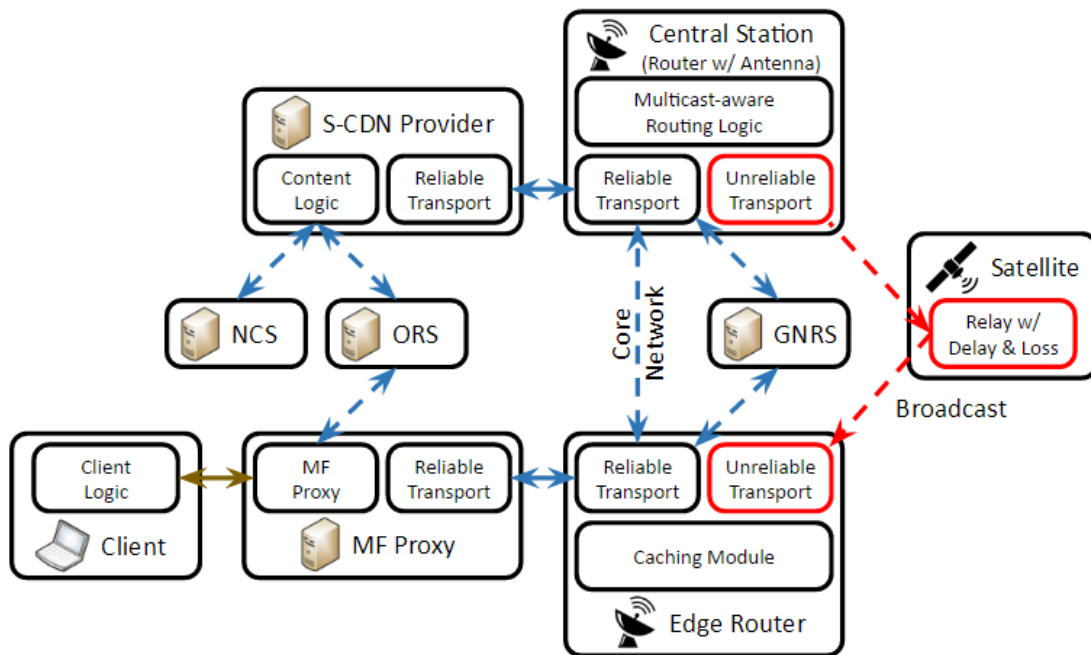 Central Station
(Router w/ Antenna)
Multicast-aware
Routing Logic
Reliable
Transport
Unreliable
Transport
S-CDN Provider
Content
Logic
Reliable
Transport
NCS
ORS
Core
Network
GNRS
Satellite
Relay w/
Delay & Loss
Broadcast
Client
Logic
Client
MF
Proxy
Reliable
Transport
MF Proxy
Reliable
Transport
Unreliable
Transport
Caching Module
Edge Router